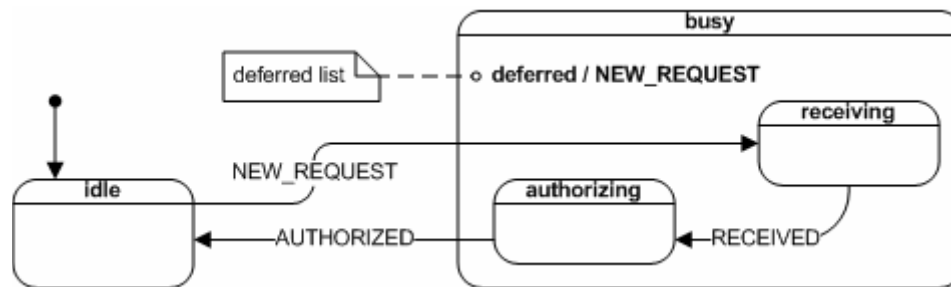 busy
deferred list
deferred / NEW_REQUEST
receiving
NEW_REQUEST
idle
authorizing
AUTHORIZED
RECEIVED